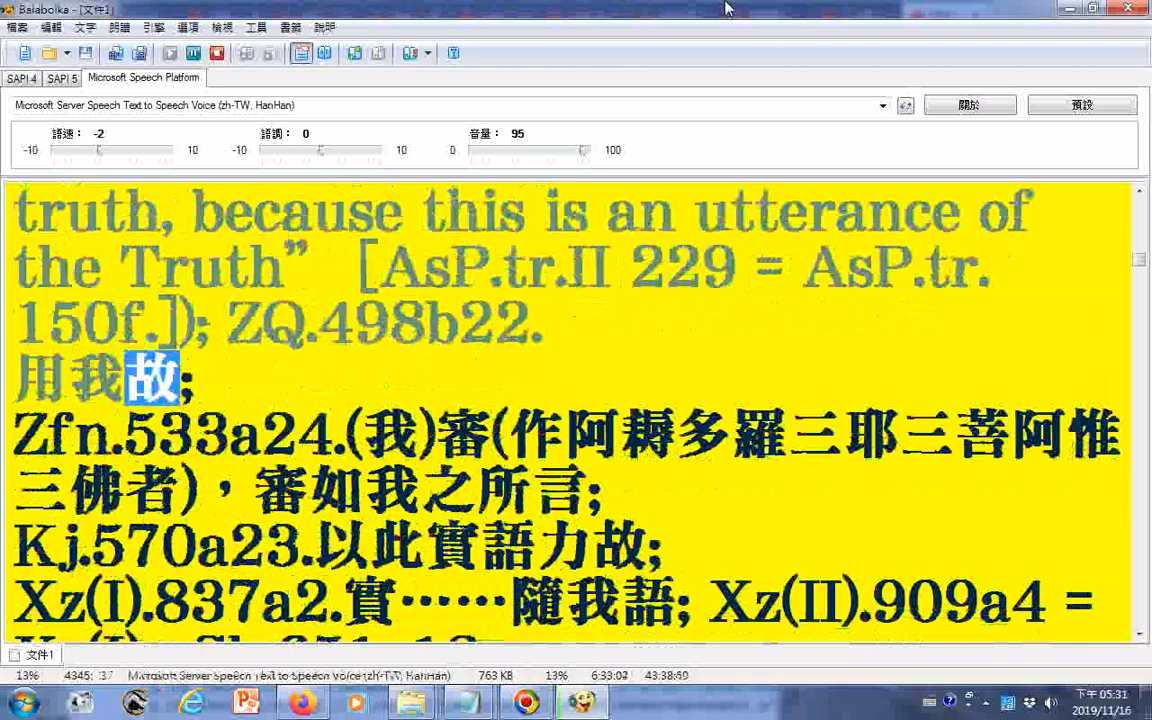 Balabolka - [文件1]
檔案 編輯 文字 朗讀 引擎 選項 檢視 工具 書籤 說明
SAPI 4 SAPI 5 Microsoft Speech Platform
Microsoft Server Speech Text to Speech Voice (zh-TW, HanHan) 關於 預設
語速： -2 語調： 0 音量： 95
-10 10 -10 10 0 100
truth, because this is an utterance of
the Truth” [AsP.tr.II 229 = AsP.tr.
150f.]); ZQ.498b22.
用我故;
Zfn.533a24.(我)審(作阿耨多羅三耶三菩阿惟
三佛者)，審如我之所言;
Kj.570a23.以此實語力故;
Xz(I).837a2.實……隨我語; Xz(II).909a4 =
文件1
13% Microsoft Server Speech Text to Speech Voice (zh-TW, HanHan) 763 KB 13% 6:33:02 43:38:59
下午 05:31
2019/11/16